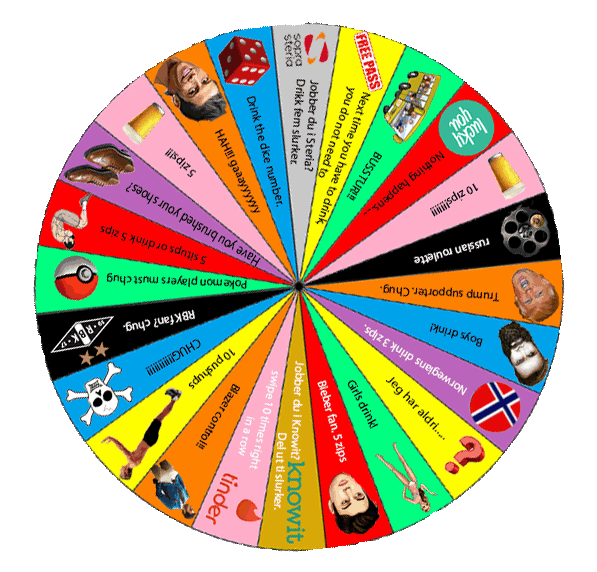 sopra
steria
Jobber du i Steria?
Drikk fem slurker.
FREE PASS
Next time you have to drink,
you do not need to
BUSSTUR!!
lucky
you.
Nothing happens....
10 zips!!!!!!
russian roulette
Trump supporter. Chug.
Boys drink!
Norwegians drink 3 zips.
Jeg har aldri.....
?
Girls drink!
Bieber fan. 5 zips
knowit
Jobber du i Knowit?
Del ut ti slurker.
tinder
swipe 10 times right
in a row
Blazer control!
10 pushups
CHUG!!!!!!!!!!
RBK fan? chug.
R.B.K
Pokemon players must chug
5 situps or drink 5 zips
Have you brushed your shoes?
5 zips!!
HAH!!! gaaayyyyyy
Drink the dice number.